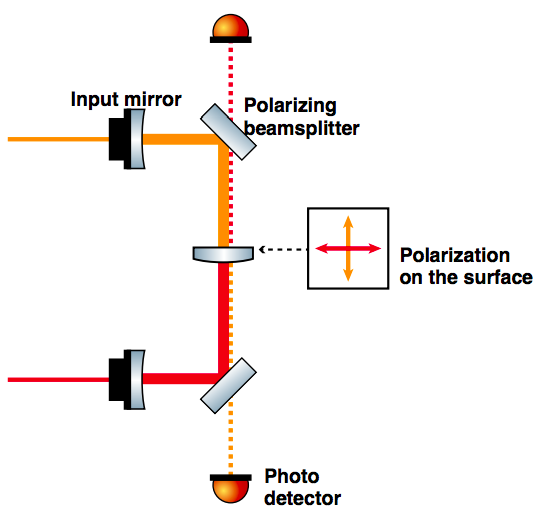 Input mirror
Polarizing
beamsplitter
Polarization
on the surface
Photo
detector